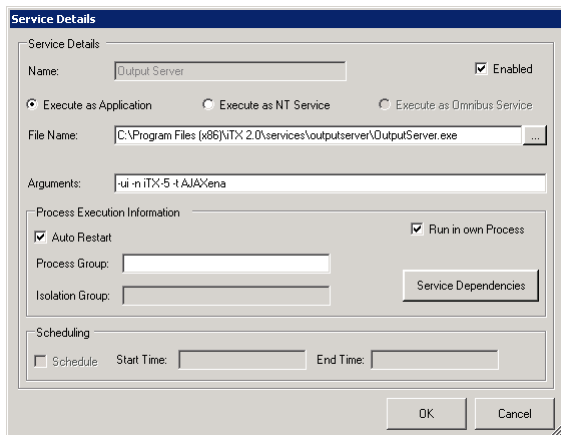 Service Details
Service Details
Name: Output Server Enabled
Execute as Application Execute as NT Service Execute as Omnibus Service
File Name: C:\Program Files (x86)\iTX 2.0\services\outputserver\OutputServer.exe ...
Arguments: -ui -n iTX-5 -t AJAXena
Process Execution Information
Auto Restart Run in own Process
Process Group:
Service Dependencies
Isolation Group:
Scheduling
Schedule Start Time: End Time:
OK Cancel